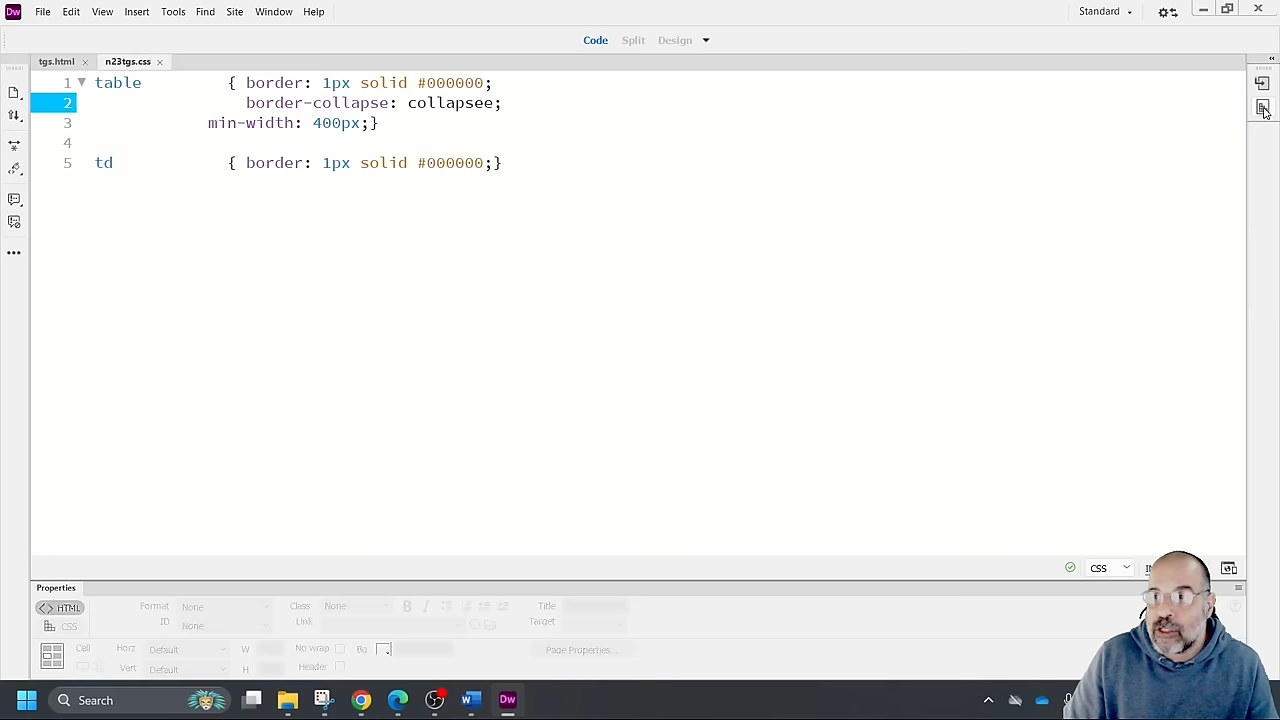 Dw File Edit View Insert Tools Find Site Window Help Standard
Code Split Design
tgs.html n23tgs.css
1 table { border: 1px solid #000000;
2 border-collapse: collapsee;
3 min-width: 400px;}
4
5 td { border: 1px solid #000000;}
CSS
Properties
<> HTML Format None Class None B I Title
CSS ID None Link Target
Cell Horz Default W No wrap Bg Page Properties...
Vert Default H Header
Search W Dw